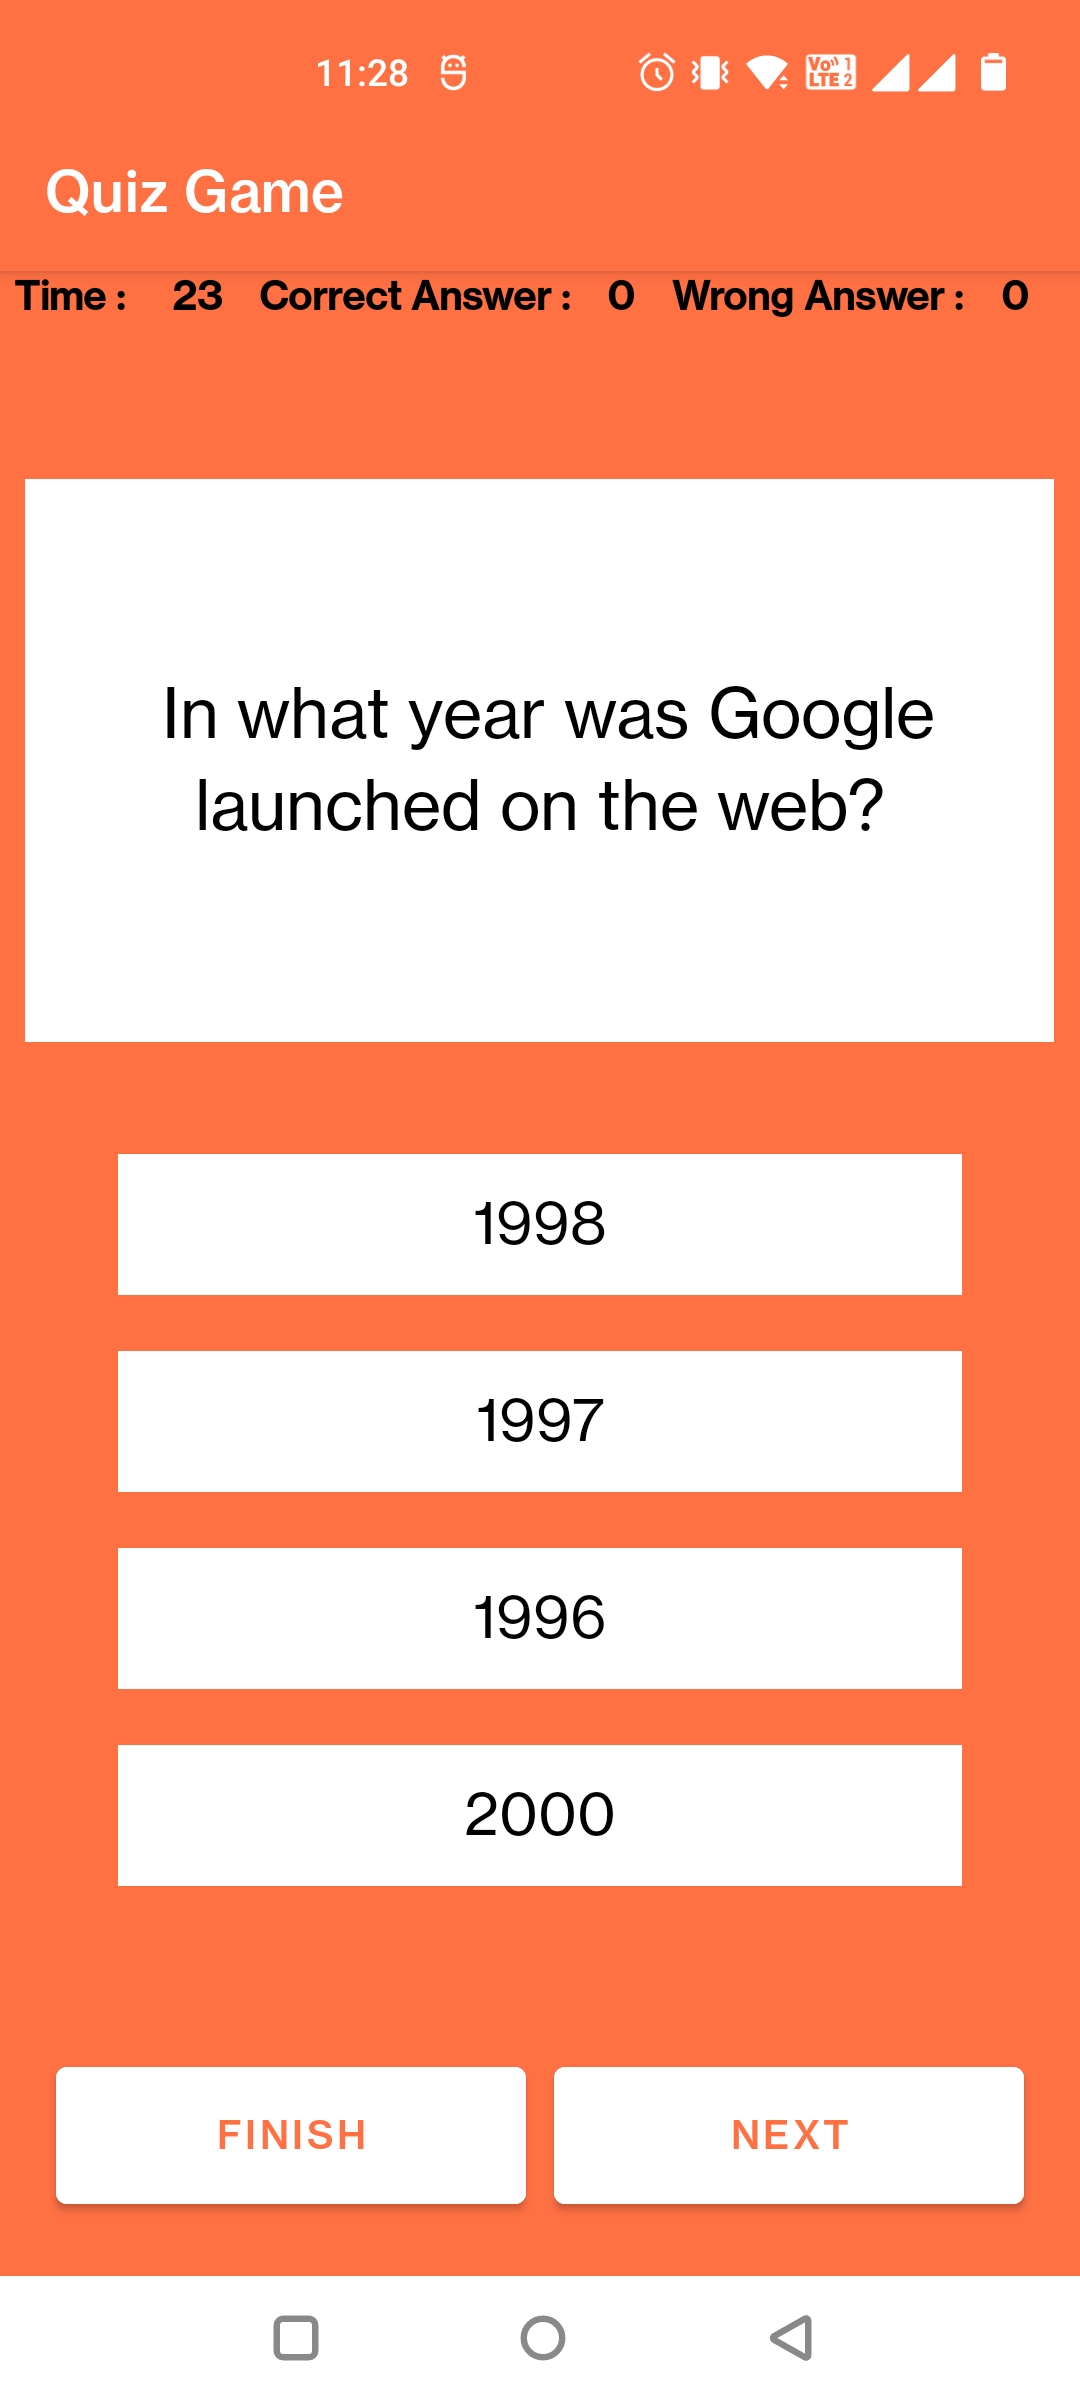 11:28 Vo)) 1 LTE 2
Quiz Game
Time : 23 Correct Answer : 0 Wrong Answer : 0
In what year was Google
launched on the web?
1998
1997
1996
2000
FINISH NEXT